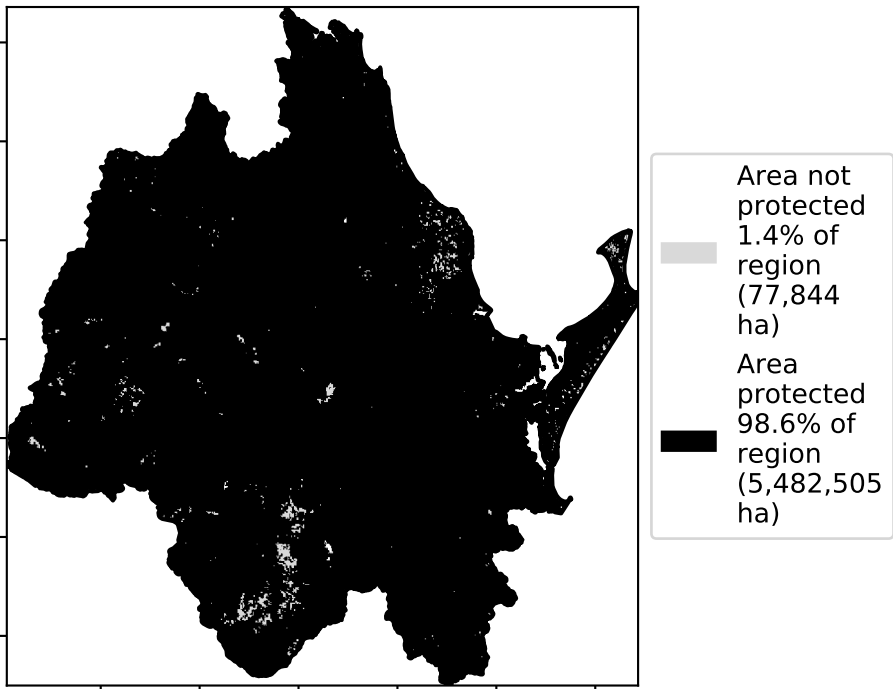 Area not
protected
1.4% of
region
(77,844
ha)
Area
protected
98.6% of
region
(5,482,505
ha)